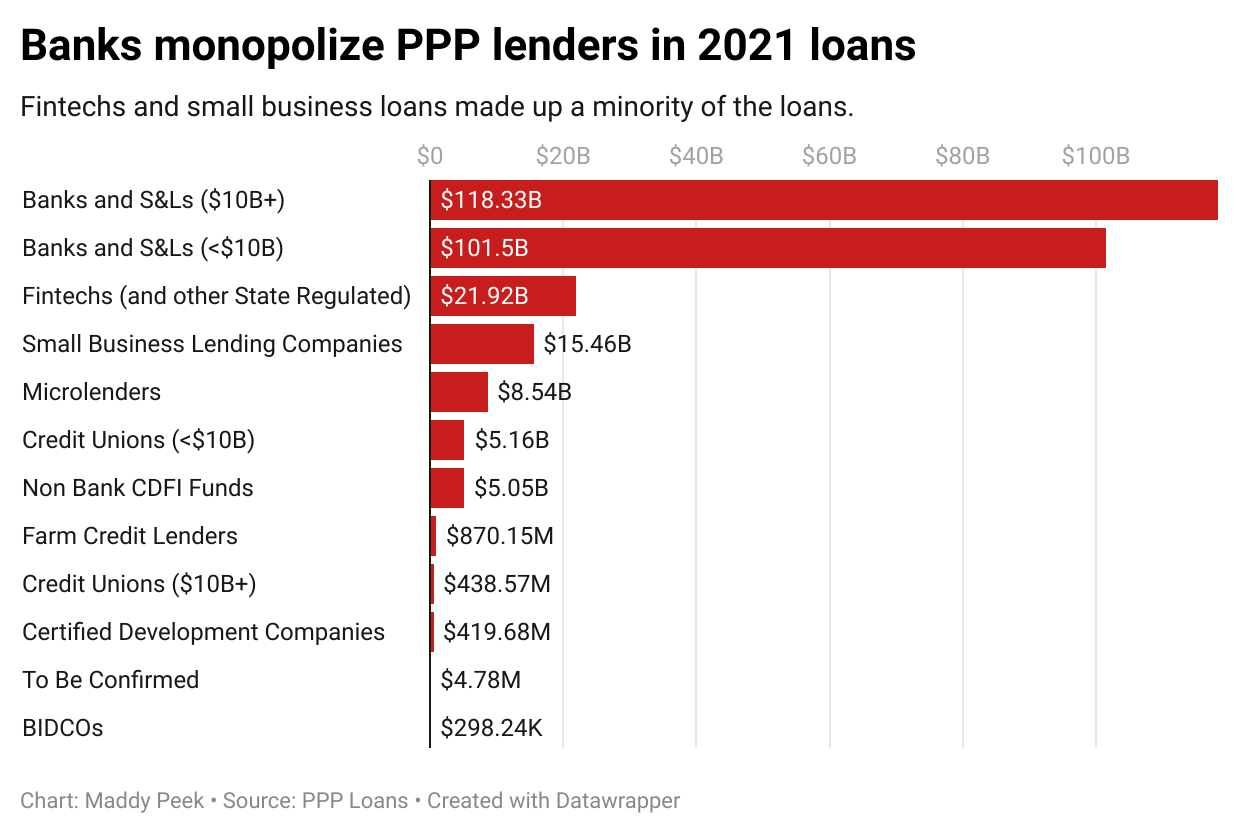 Banks monopolize PPP lenders in 2021 loans
Fintechs and small business loans made up a minority of the loans.
$0 $20B $40B $60B $80B $100B
Banks and S&Ls ($10B+) $118.33B
Banks and S&Ls (<$10B) $101.5B
Fintechs (and other State Regulated) $21.92B
Small Business Lending Companies $15.46B
Microlenders $8.54B
Credit Unions (<$10B) $5.16B
Non Bank CDFI Funds $5.05B
Farm Credit Lenders $870.15M
Credit Unions ($10B+) $438.57M
Certified Development Companies $419.68M
To Be Confirmed $4.78M
BIDCOs $298.24K
Chart: Maddy Peek • Source: PPP Loans • Created with Datawrapper